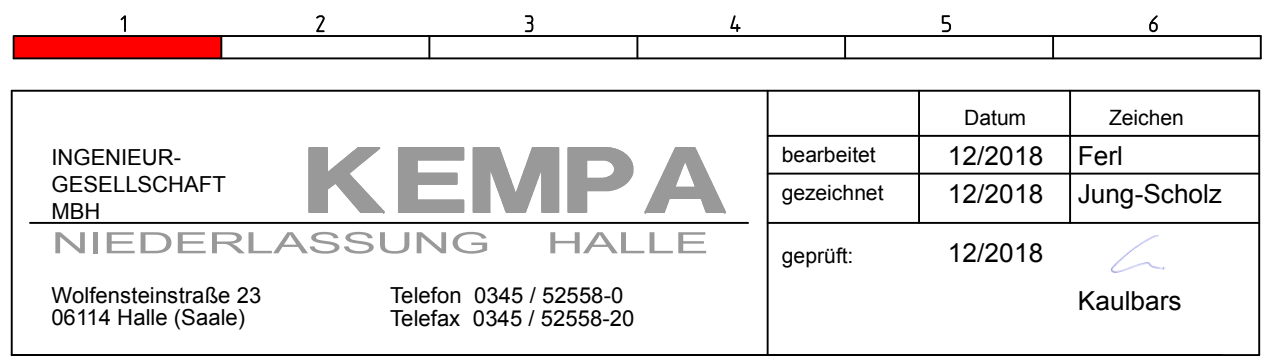 1 2 3 4 5 6
Datum Zeichen
INGENIEUR-
GESELLSCHAFT
MBH
KEMPA
NIEDERLASSUNG HALLE
Wolfensteinstraße 23
06114 Halle (Saale)
Telefon 0345 / 52558-0
Telefax 0345 / 52558-20
bearbeitet 12/2018 Ferl
gezeichnet 12/2018 Jung-Scholz
geprüft: 12/2018
Kaulbars